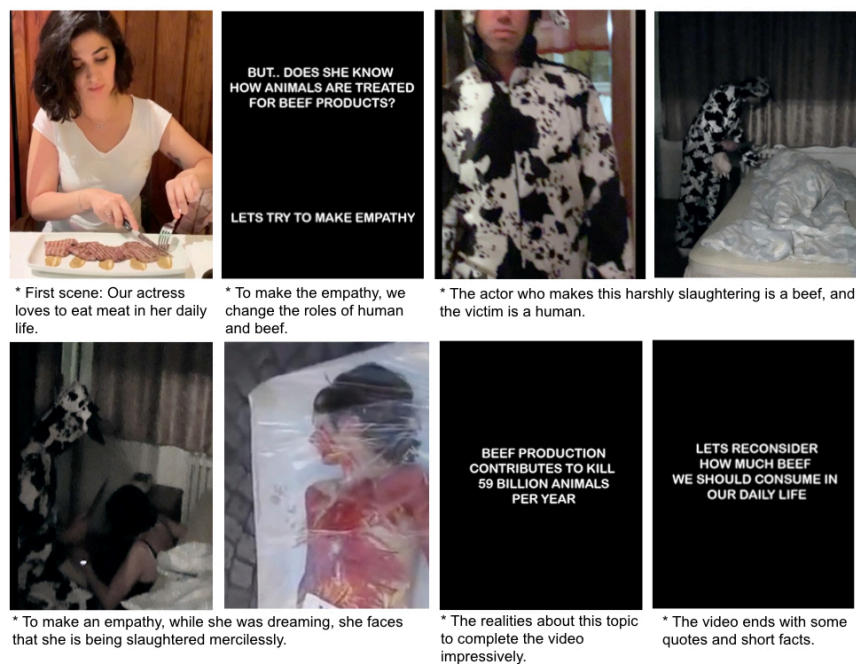 BUT.. DOES SHE KNOW
HOW ANIMALS ARE TREATED
FOR BEEF PRODUCTS?
LETS TRY TO MAKE EMPATHY
* First scene: Our actress
loves to eat meat in her daily
life.
* To make the empathy, we
change the roles of human
and beef.
* The actor who makes this harshly slaughtering is a beef, and
the victim is a human.
BEEF PRODUCTION
CONTRIBUTES TO KILL
59 BILLION ANIMALS
PER YEAR
LETS RECONSIDER
HOW MUCH BEEF
WE SHOULD CONSUME IN
OUR DAILY LIFE
* To make an empathy, while she was dreaming, she faces
that she is being slaughtered mercilessly.
* The realities about this topic
to complete the video
impressively.
* The video ends with some
quotes and short facts.